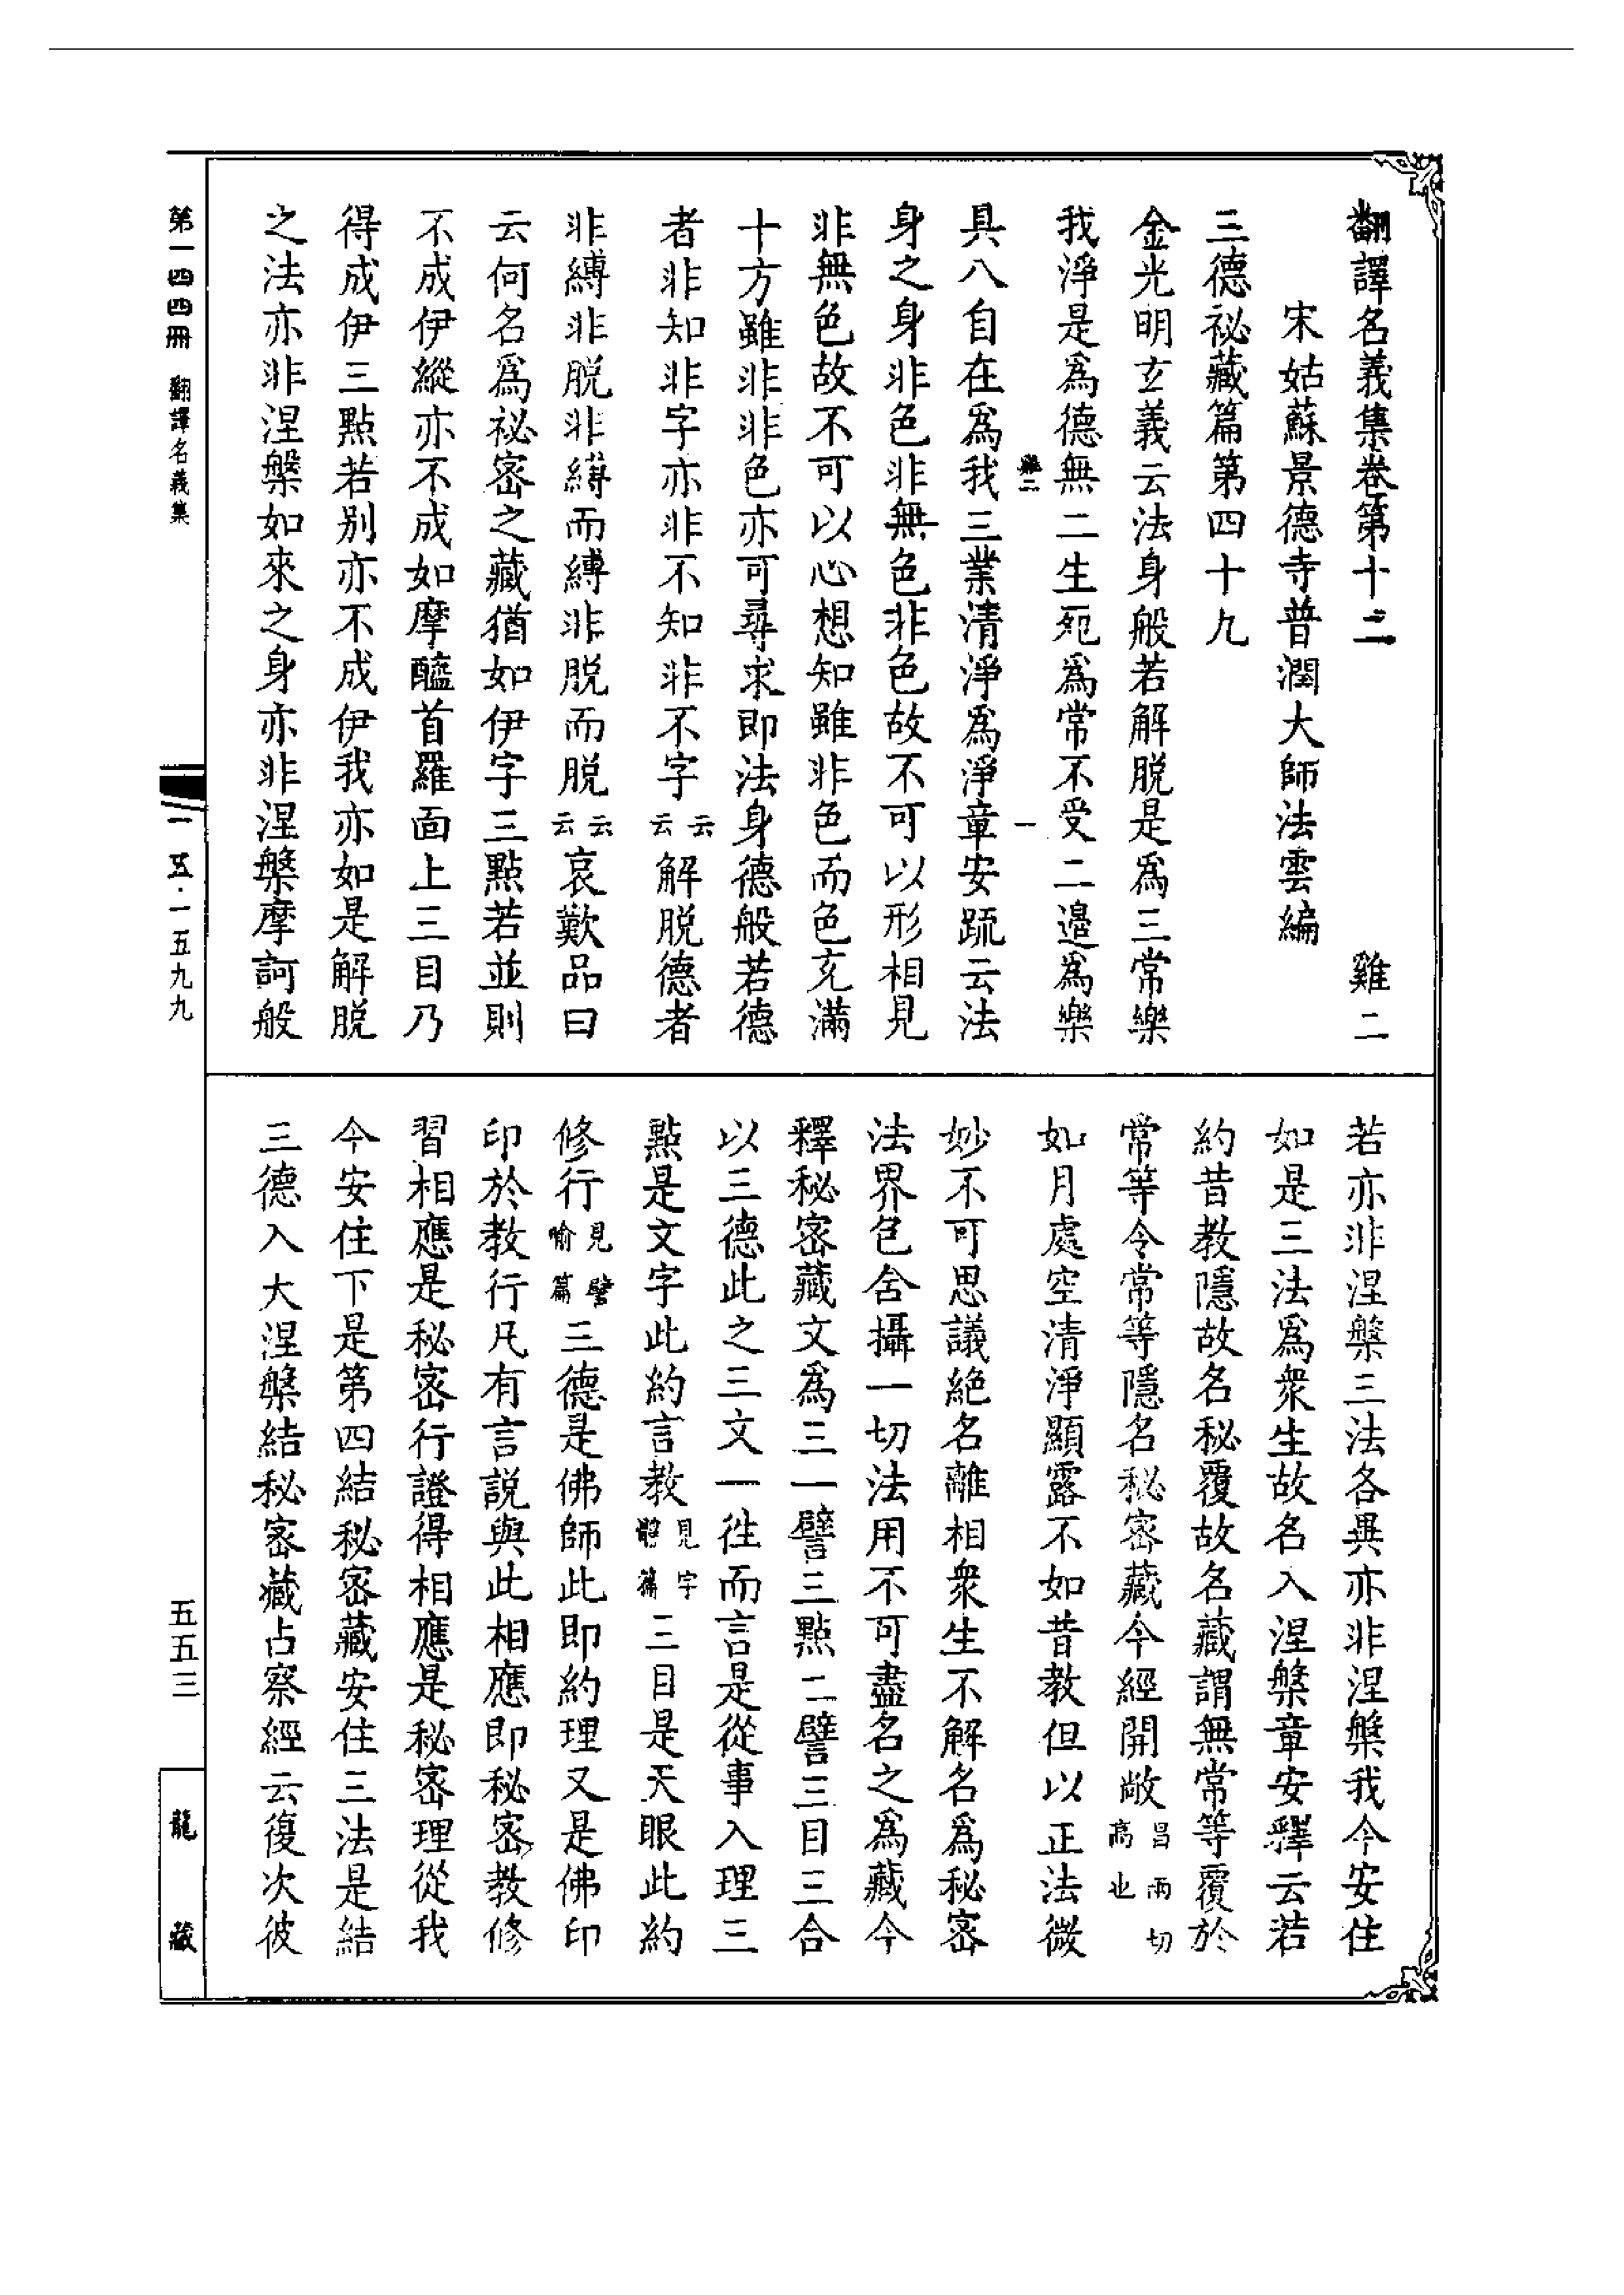 翻譯名義集卷第十二　雞二
宋姑蘇景德寺普潤大師法雲編
三德祕藏篇第四十九
金光明玄義云法身般若解脫是爲三常樂
我淨是爲德無二生死爲常不受二邊爲樂
雞二　一
具八自在爲我三業清淨爲淨章安疏云法
身之身非色非無色非色故不可以形相見
非無色故不可以心想知雖非色而色充滿
十方雖非非色亦可尋求即法身德般若德
者非知非字亦非不知非不字云云解脫德者
非縛非脫非縛而縛非脫而脫云云哀歎品曰
云何名爲祕密之藏猶如伊字三點若並則
不成伊縱亦不成如摩醯首羅面上三目乃
得成伊三點若别亦不成伊我亦如是解脫
之法亦非涅槃如來之身亦非涅槃摩訶般
若亦非涅槃三法各異亦非涅槃我今安住
如是三法爲衆生故名入涅槃章安釋云若
約昔教隱故名秘覆故名藏謂無常等覆於
常等令常等隱名秘密藏今經開敞昌兩切高也
如月處空清淨顯露不如昔教但以正法微
妙不可思議絕名離相衆生不解名爲秘密
法界包含攝一切法用不可盡名之爲藏今
釋秘密藏文爲三一譬三點二譬三目三合
以三德此之三文一往而言是從事入理三
點是文字此約言教見字體篇三目是天眼此約
修行見譬喻篇三德是佛師此即約理又是佛印
印於教行凡有言說與此相應即秘密教修
習相應是秘密行證得相應是秘密理從我
今安住下是第四結秘密藏安住三法是結
三德入大涅槃結秘密藏占察經云復次彼
第一四四冊　翻譯名義集
一五·一五九九
五五三
龍藏